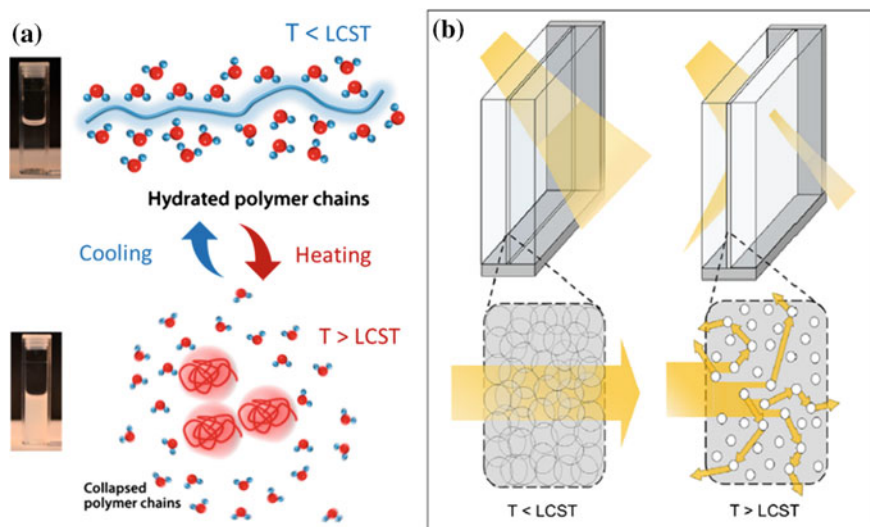 (a)
T < LCST
Hydrated polymer chains
Cooling
Heating
T > LCST
Collapsed
polymer chains
(b)
T < LCST
T > LCST